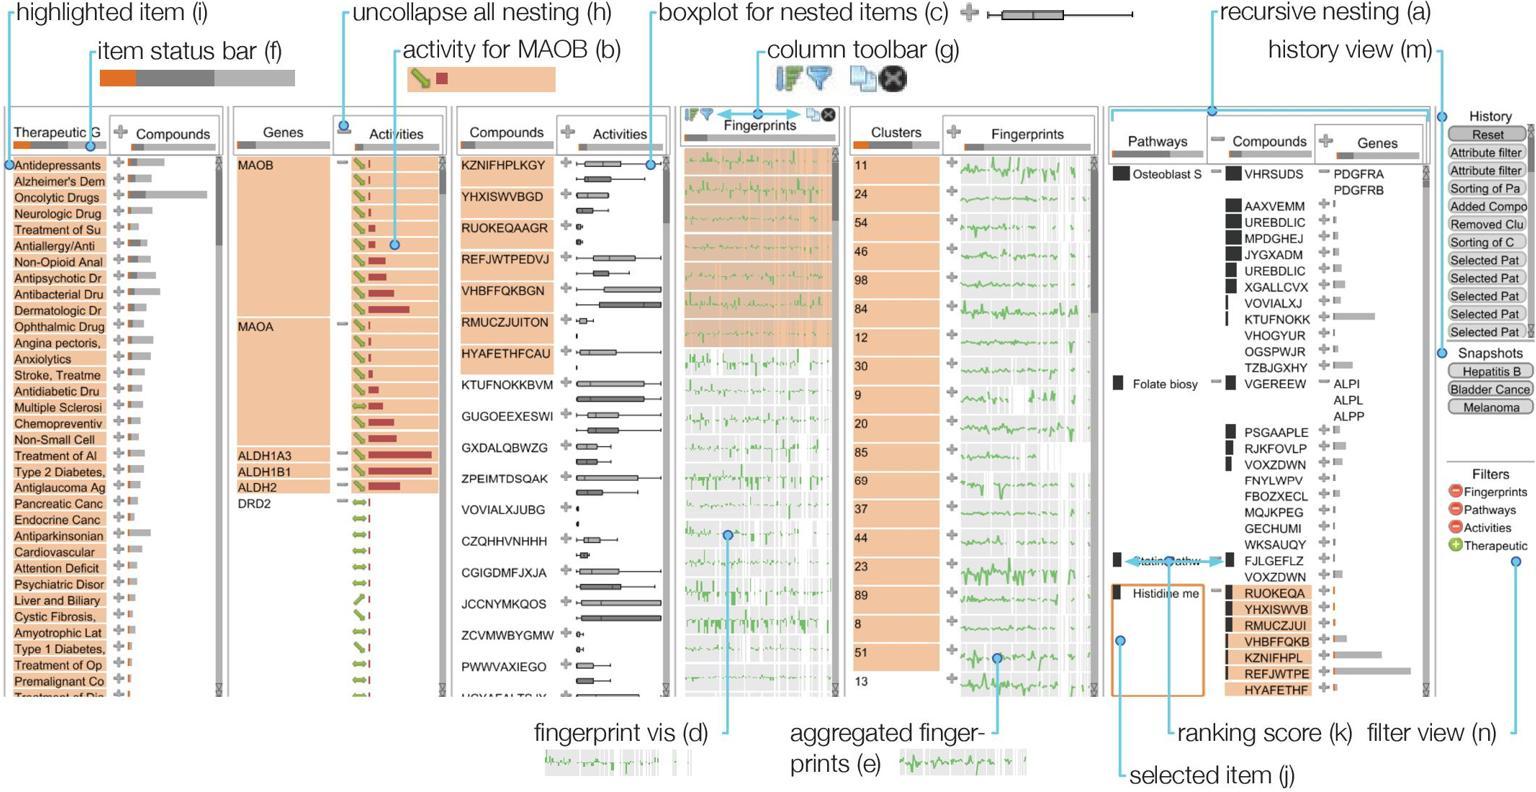 highlighted item (i)
uncollapse all nesting (h)
boxplot for nested items (c)
recursive nesting (a)
item status bar (f)
activity for MAOB (b)
column toolbar (g)
history view (m)
Therapeutic G
Compounds
Genes
Activities
Compounds
Activities
Fingerprints
Clusters
Fingerprints
Pathways
Compounds
Genes
Antidepressants
Alzheimer's Dem
Oncolytic Drugs
Neurologic Drug
Treatment of Su
Antiallergy/Anti
Non-Opioid Anal
Antipsychotic Dr
Antibacterial Dru
Dermatologic Dr
Ophthalmic Drug
Angina pectoris,
Anxiolytics
Stroke, Treatme
Antidiabetic Dru
Multiple Sclerosi
Chemopreventiv
Non-Small Cell
Treatment of Al
Type 2 Diabetes,
Antiglaucoma Ag
Pancreatic Canc
Endocrine Canc
Antiparkinsonian
Cardiovascular
Attention Deficit
Psychiatric Disor
Liver and Biliary
Cystic Fibrosis,
Amyotrophic Lat
Type 1 Diabetes,
Treatment of Op
Premalignant Co
MAOB
MAOA
ALDH1A3
ALDH1B1
ALDH2
DRD2
KZNIFHPLKGY
YHXISWVBGD
RUOKEQAAGR
REFJWTPEDVJ
VHBFFQKBGN
RMUCZJUITON
HYAFETHFCAU
KTUFNOKKBVM
GUGOEEXESWI
GXDALQBWZG
ZPEIMTDSQAK
VOVIALXJUBG
CZQHHVNHHH
CGIGDMFJXJA
JCCNYMKQOS
ZCVMWBYGMW
PWWVAXIEGO
11
24
54
46
98
84
12
30
9
20
85
69
37
44
23
89
8
51
13
Osteoblast S
Folate biosy
Histidine me
VHRSUDS
AAXVEMM
UREBDLIC
MPDGHEJ
JYGXADM
UREBDLIC
XGALLCVX
VOVIALXJ
KTUFNOKK
VHOGYUR
OGSPWJR
TZBJGXHY
VGEREEW
PSGAAPLE
RJKFOVLP
VOXZDWN
FNYLWPV
FBOZXECL
MQJKPEG
GECHUMI
WKSAUQY
FJLGEFLZ
VOXZDWN
RUOKEQA
YHXISWVB
RMUCZJUI
VHBFFQKB
KZNIFHPL
REFJWTPE
HYAFETHF
PDGFRA
PDGFRB
ALPI
ALPL
ALPP
History
Reset
Attribute filter
Attribute filter
Sorting of Pa
Added Compo
Removed Clu
Sorting of C
Selected Pat
Selected Pat
Selected Pat
Selected Pat
Selected Pat
Snapshots
Hepatitis B
Bladder Cance
Melanoma
Filters
Fingerprints
Pathways
Activities
Therapeutic
fingerprint vis (d)
aggregated finger-
prints (e)
ranking score (k)
filter view (n)
selected item (j)